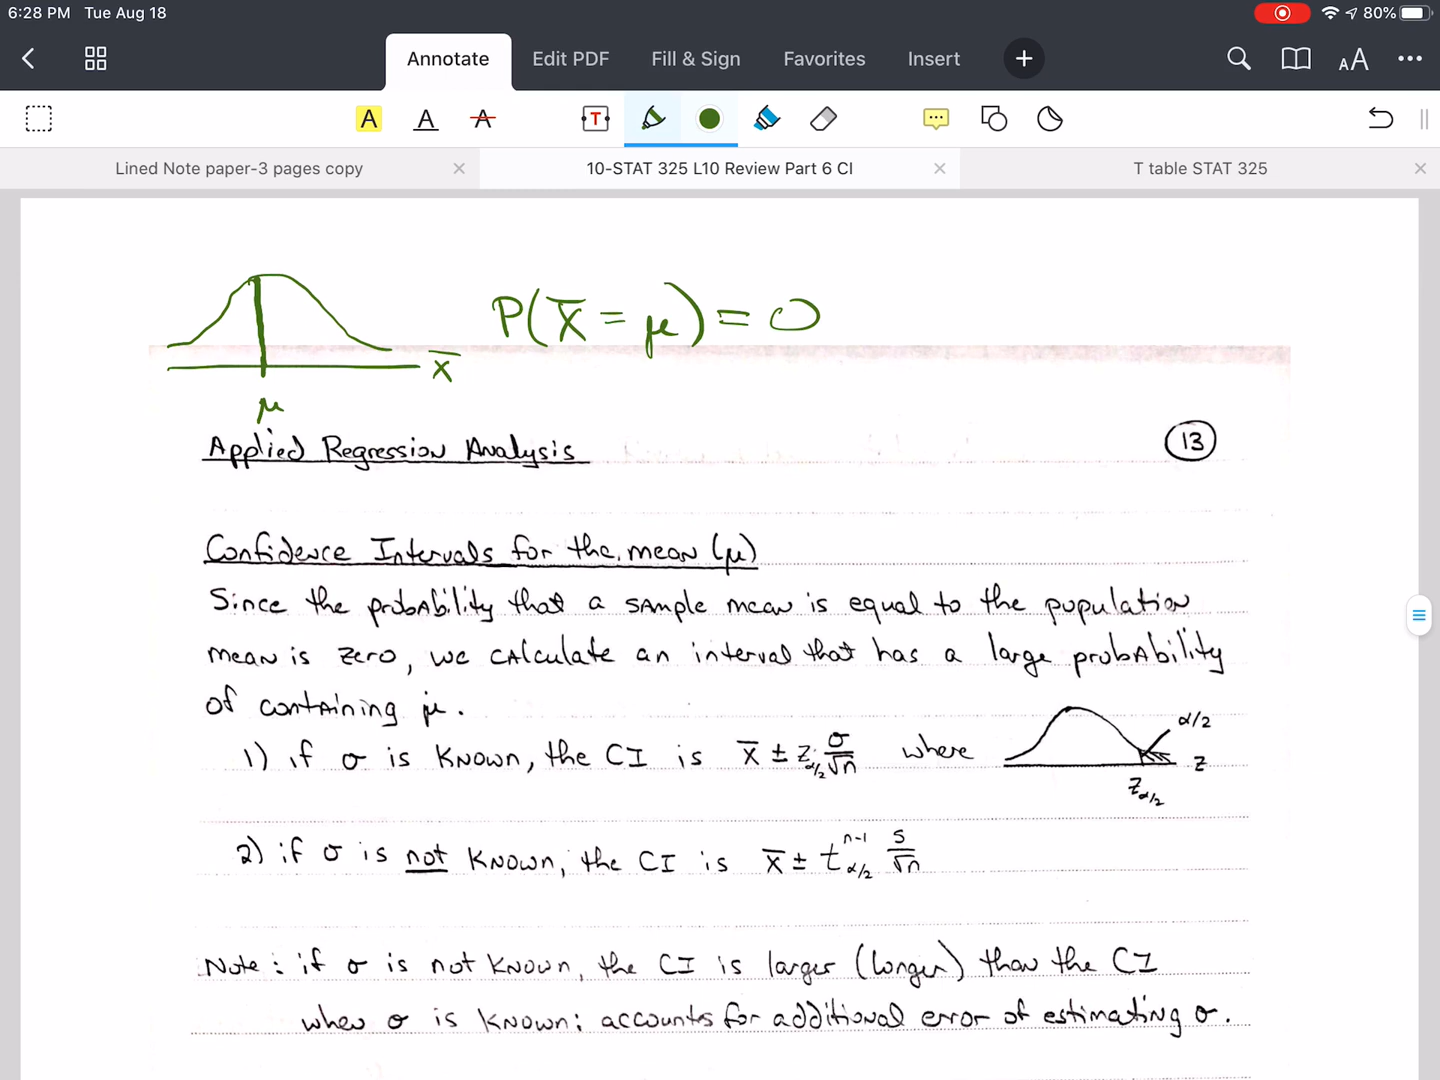 6:28 PM Tue Aug 18
80%
Annotate Edit PDF Fill & Sign Favorites Insert +
AA
A A A T
Lined Note paper-3 pages copy × 10-STAT 325 L10 Review Part 6 CI × T table STAT 325 ×
P(x̄ = μ) = 0
x̄
μ
Applied Regression Analysis
13
Confidence Intervals for the mean (μ)
Since the probability that a sample mean is equal to the population
mean is zero, we calculate an interval that has a large probability
of containing μ.
1) if σ is known, the CI is x̄ ± z_α/2 σ/√n where
α/2
z
z_α/2
2) if σ is not known, the CI is x̄ ± t^n-1_α/2 s/√n
Note: if σ is not known, the CI is larger (longer) than the CI
when σ is known: accounts for additional error of estimating σ.